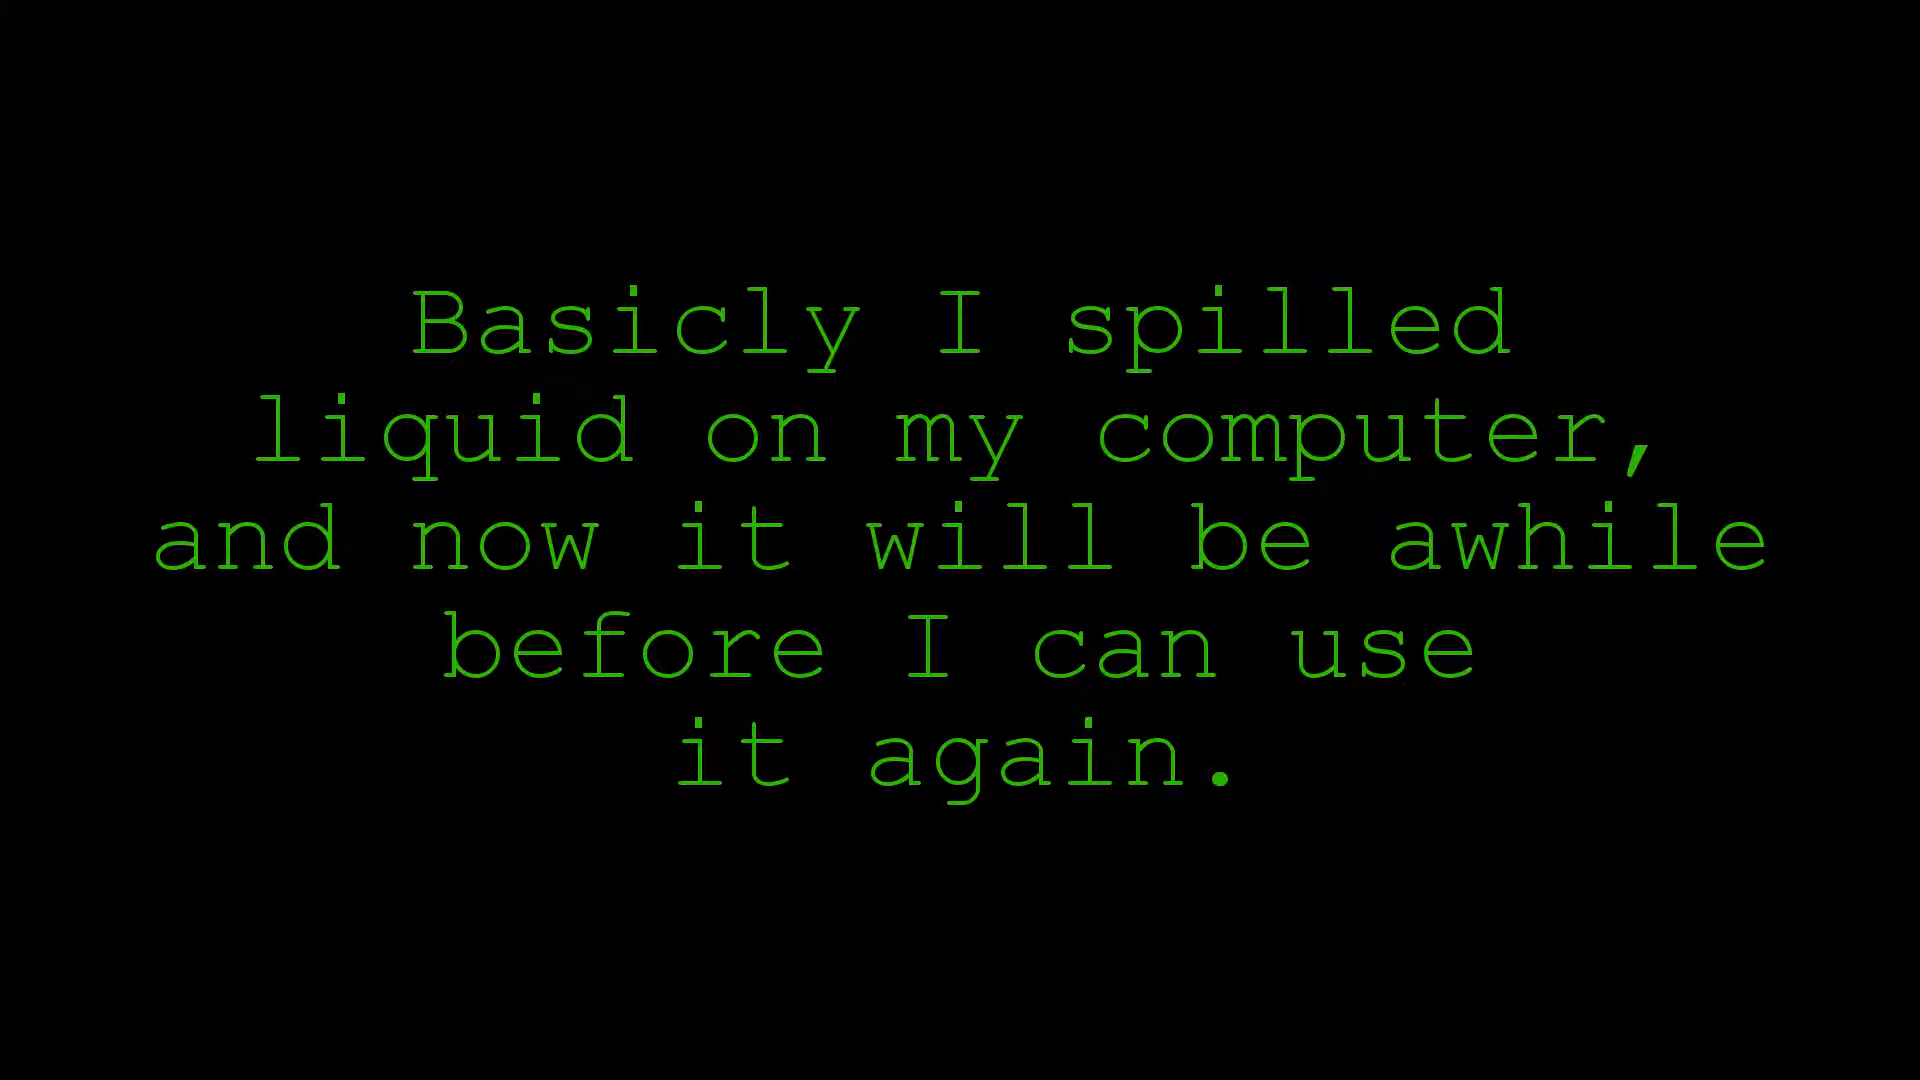 Basicly I spilled
liquid on my computer,
and now it will be awhile
before I can use
it again.